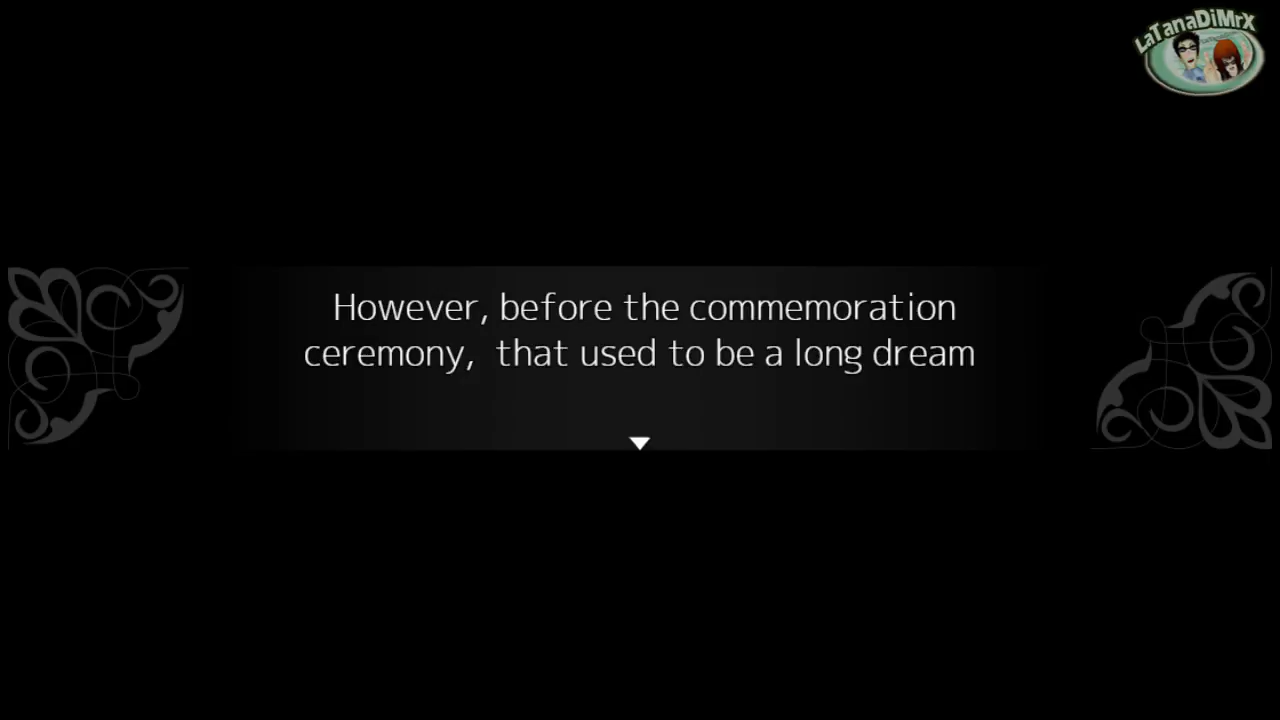 LaTanaDiMrX
However, before the commemoration
ceremony,  that used to be a long dream